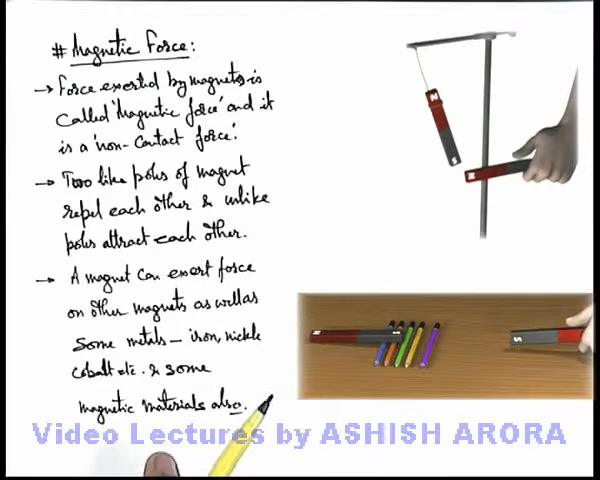 # Magnetic Force:
→ Force exerted by magnets is
called 'magnetic force' and it
is a 'non-contact force'.
→ Two like poles of magnet
repel each other & unlike
poles attract each other.
→ A magnet can exert force
on other magnets as well as
some metals – iron, nickle
cobalt etc. & some
magnetic materials also.
Video Lectures by ASHISH ARORA
N
S
S